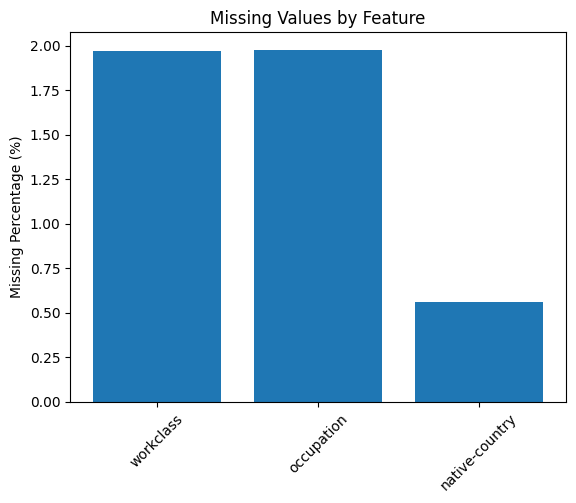 Missing Values by Feature
Missing Percentage (%)
2.00
1.75
1.50
1.25
1.00
0.75
0.50
0.25
0.00
workclass
occupation
native-country